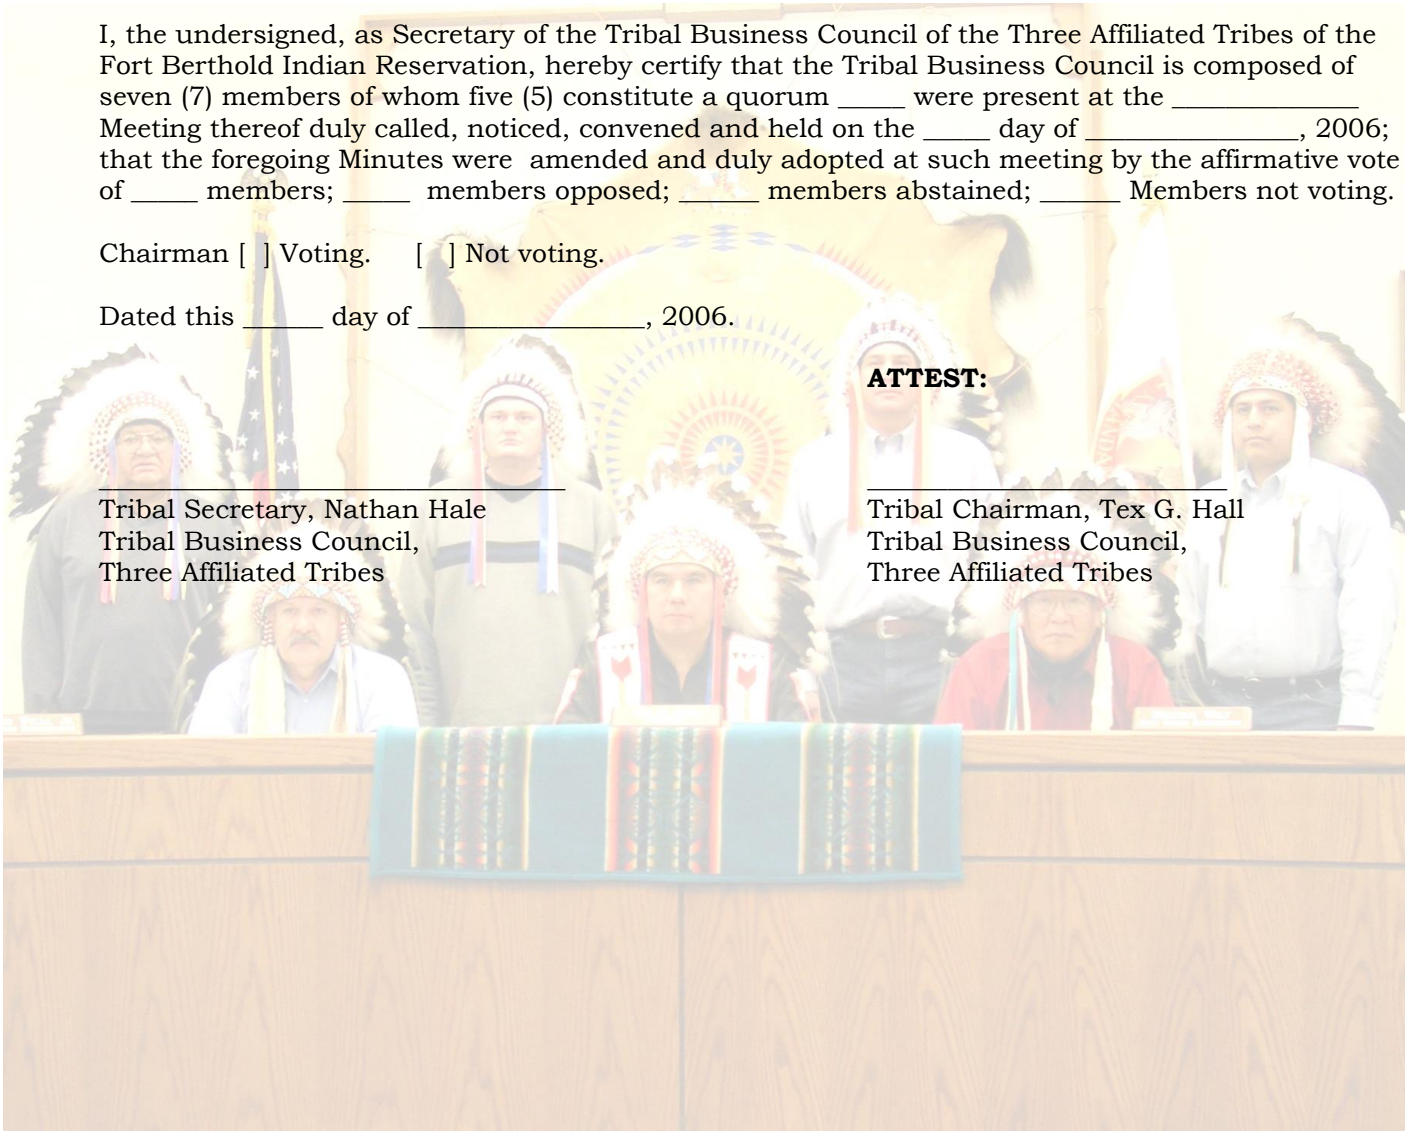 I, the undersigned, as Secretary of the Tribal Business Council of the Three Affiliated Tribes of the
Fort Berthold Indian Reservation, hereby certify that the Tribal Business Council is composed of
seven (7) members of whom five (5) constitute a quorum _____ were present at the ______________
Meeting thereof duly called, noticed, convened and held on the _____ day of ________________, 2006;
that the foregoing Minutes were  amended and duly adopted at such meeting by the affirmative vote
of _____ members; _____  members opposed; ______ members abstained; ______ Members not voting.
Chairman [  ] Voting.     [   ] Not voting.
Dated this ______ day of _________________, 2006.
ATTEST:
___________________________________ ___________________________
Tribal Secretary, Nathan Hale Tribal Chairman, Tex G. Hall
Tribal Business Council, Tribal Business Council,
Three Affiliated Tribes Three Affiliated Tribes